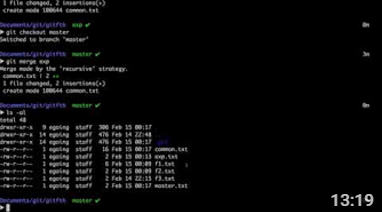 1 file changed, 2 insertions(+)
create mode 100644 common.txt
Documents/git/gitfth exp ✔ 0m
> git checkout master
Switched to branch 'master'
Documents/git/gitfth master ✔ 3m
> git merge exp
Merge made by the 'recursive' strategy.
common.txt | 2 ++
1 file changed, 2 insertions(+)
create mode 100644 common.txt
Documents/git/gitfth master ✔ 0m
> ls -al
total 48
drwxr-xr-x 9 egoing staff 306 Feb 15 00:17 .
drwxr-xr-x 14 egoing staff 476 Feb 14 22:48 ..
drwxr-xr-x 14 egoing staff 476 Feb 15 00:17 .git
-rw-r--r-- 1 egoing staff 16 Feb 15 00:17 common.txt
-rw-r--r-- 1 egoing staff 2 Feb 15 00:13 exp.txt
-rw-r--r-- 1 egoing staff Feb 15 00:17 f1.txt
-rw-r--r-- 1 egoing staff 2 Feb 15 00:17 f2.txt
-rw-r--r-- 1 egoing staff 2 Feb 14 22:15 f3.txt
-rw-r--r-- 1 egoing staff 2 Feb 15 00:17 master.txt
Documents/git/gitfth master ✔ 0m
>
13:19